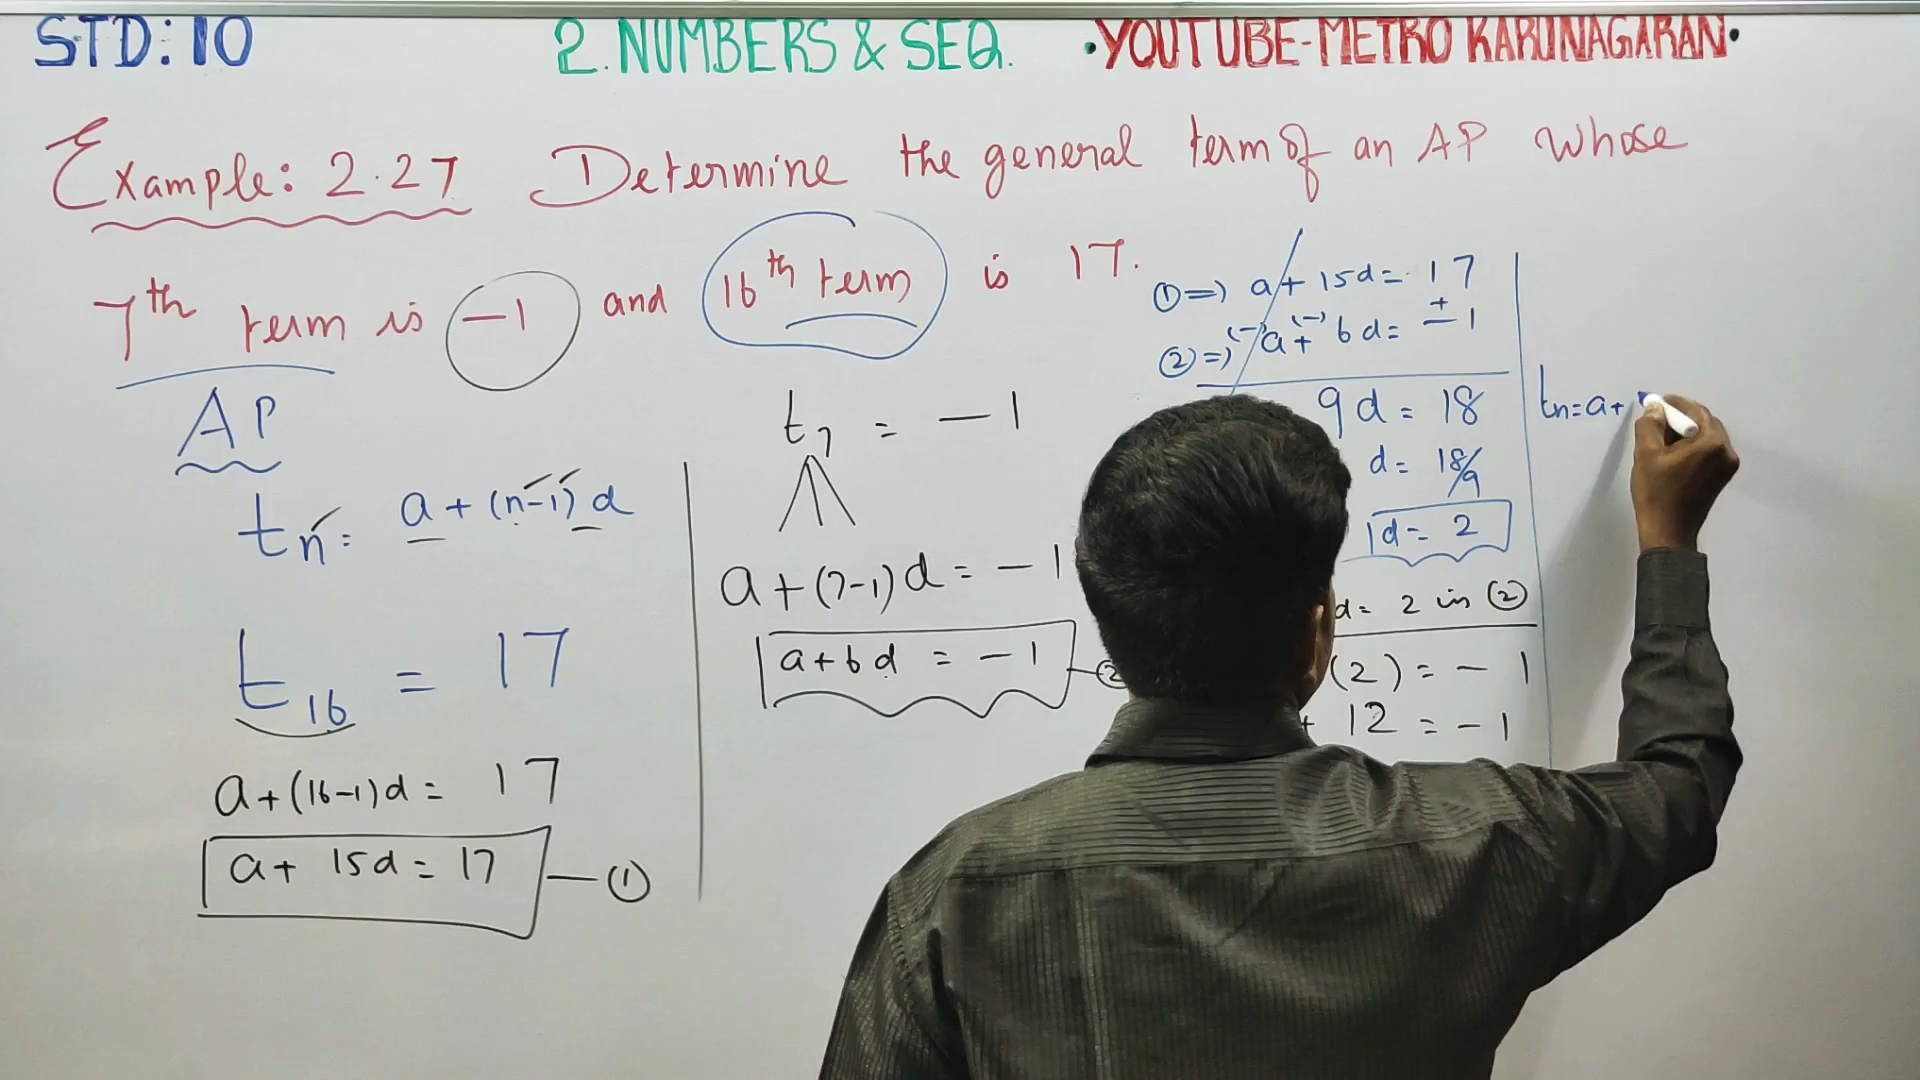 STD: 10 2. NUMBERS & SEQ. •YOUTUBE-METRO KARUNAGARAN•
Example: 2.27 Determine the general term of an AP whose
7th term is -1 and 16th term is 17.
AP
tn = a + (n-1) d
t16 = 17
a + (16-1)d = 17
a + 15d = 17 — ①
t7 = -1
a + (7-1)d = -1
a + 6d = -1 — ②
① => a + 15d = 17
② => (-) a + (-) 6d = + -1
9d = 18
d = 18/9
d = 2
d = 2 in ②
(2) = -1
+ 12 = -1
tn = a +